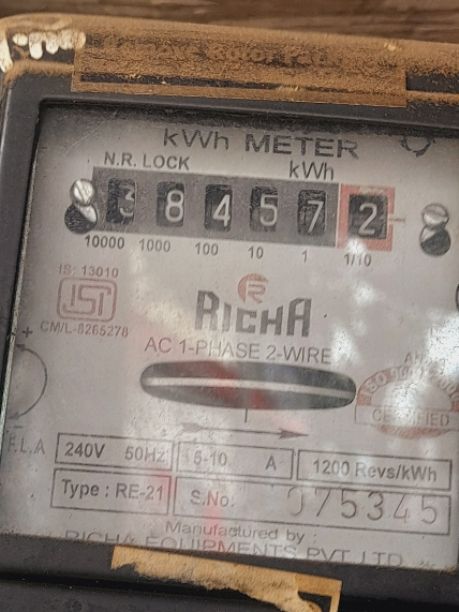 kWh METER
N.R. LOCK kWh
3 8 4 5 7 2
10000 1000 100 10 1 1/10
IS: 13010
ISI
CM/L-8265278
R
RICHA
AC 1-PHASE 2-WIRE
CERTIFIED
240V 50Hz 5-10 A 1200 Revs/kWh
Type : RE-21 S.No. 075345
Manufactured by :
RICHA EQUIPMENTS PVT. LTD.